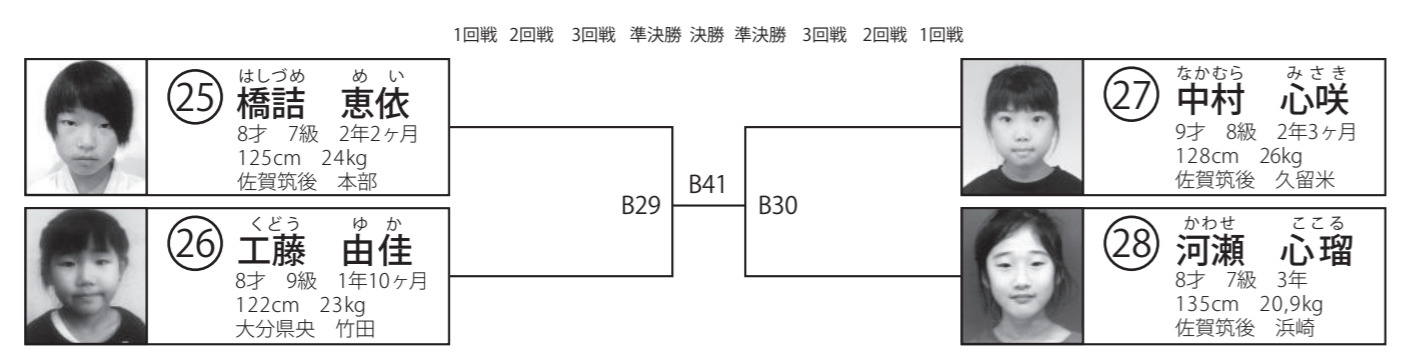 1回戦 2回戦 3回戦 準決勝 決勝 準決勝 3回戦 2回戦 1回戦
はしづめ めい
25 橋詰 恵依
8才 7級 2年2ヶ月
125cm 24kg
佐賀筑後 本部
くどう ゆか
26 工藤 由佳
8才 9級 1年10ヶ月
122cm 23kg
大分県央 竹田
B29
B41
B30
なかむら みさき
27 中村 心咲
9才 8級 2年3ヶ月
128cm 26kg
佐賀筑後 久留米
かわせ こころ
28 河瀬 心瑠
8才 7級 3年
135cm 20,9kg
佐賀筑後 浜崎